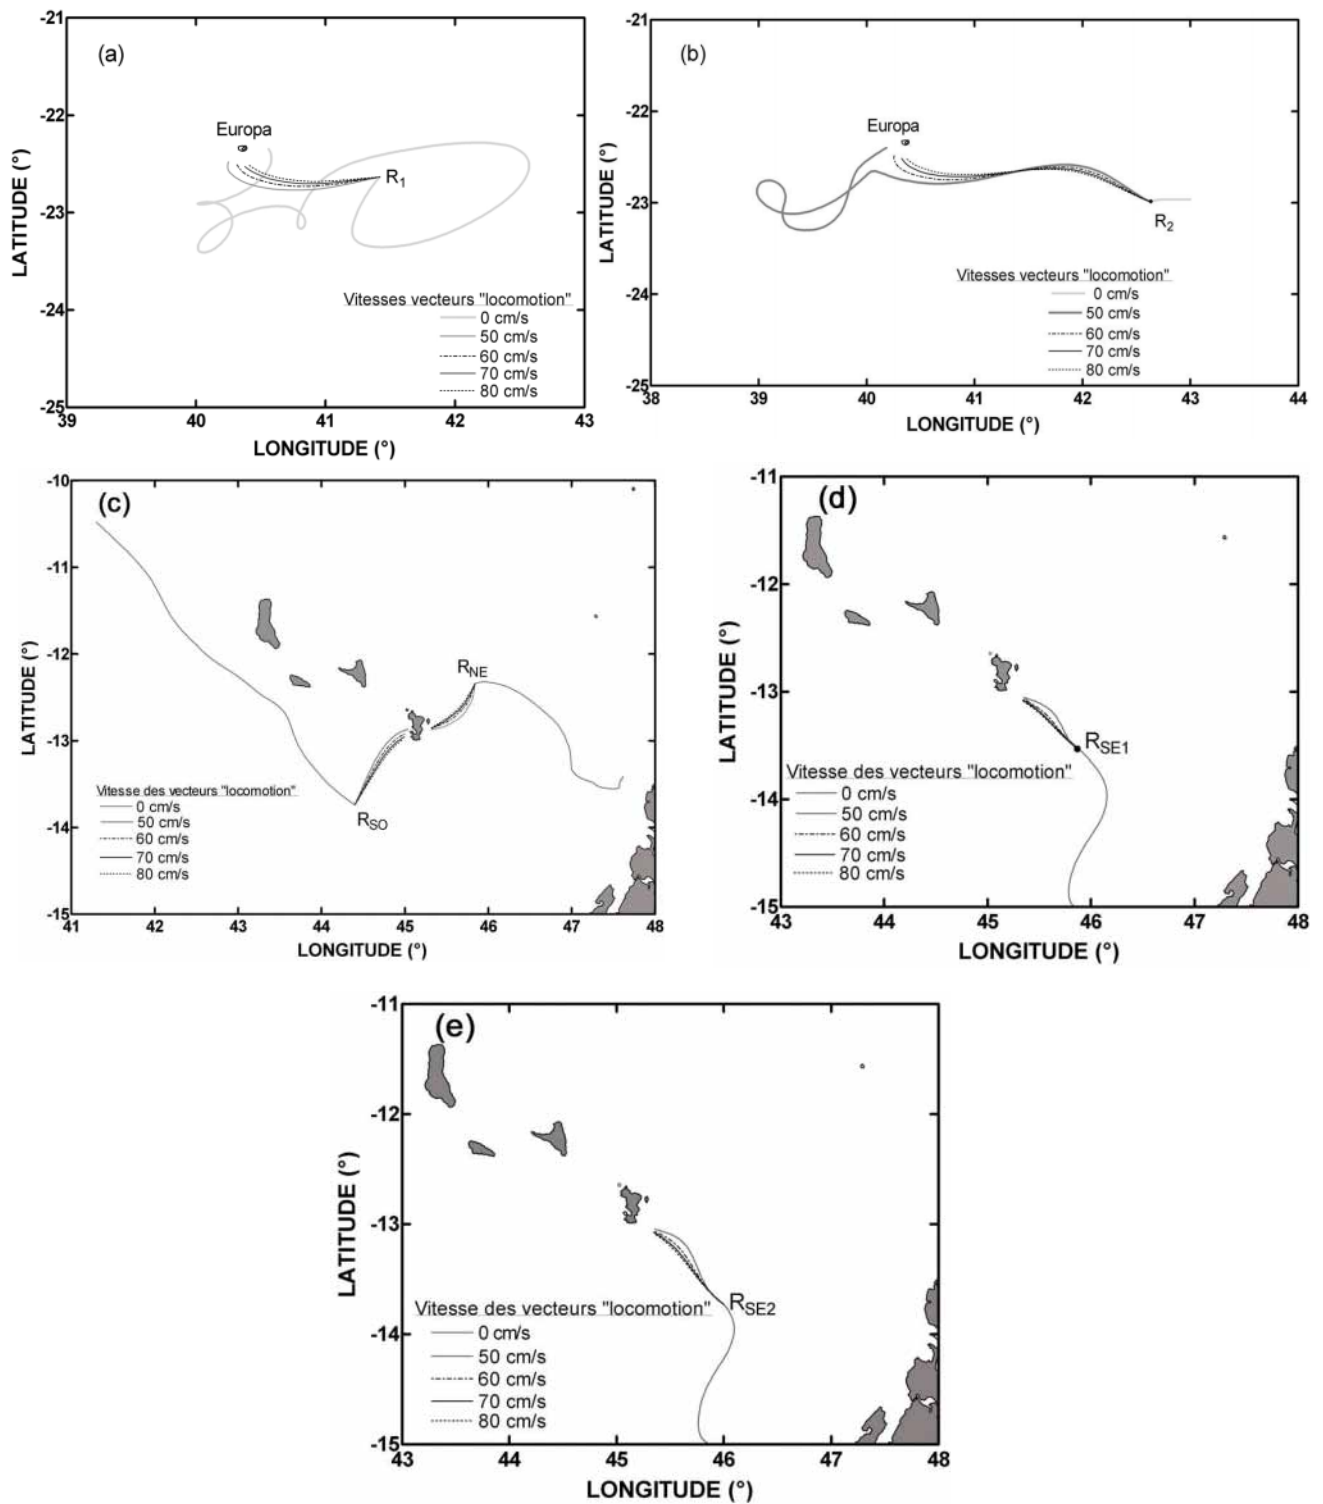 (a)
-21
-22
-23
-24
-25
LATITUDE (°)
Europa
R1
Vitesses vecteurs "locomotion"
0 cm/s
50 cm/s
60 cm/s
70 cm/s
80 cm/s
39 40 41 42 43
LONGITUDE (°)
(b)
-21
-22
-23
-24
-25
LATITUDE (°)
Europa
R2
Vitesses vecteurs "locomotion"
0 cm/s
50 cm/s
60 cm/s
70 cm/s
80 cm/s
38 39 40 41 42 43 44
LONGITUDE (°)
(c)
-10
-11
-12
-13
-14
-15
LATITUDE (°)
RNE
RSO
Vitesse des vecteurs "locomotion"
0 cm/s
50 cm/s
60 cm/s
70 cm/s
80 cm/s
41 42 43 44 45 46 47 48
LONGITUDE (°)
(d)
-11
-12
-13
-14
-15
LATITUDE (°)
RSE1
Vitesse des vecteurs "locomotion"
0 cm/s
50 cm/s
60 cm/s
70 cm/s
80 cm/s
43 44 45 46 47 48
LONGITUDE (°)
(e)
-11
-12
-13
-14
-15
LATITUDE (°)
RSE2
Vitesse des vecteurs "locomotion"
0 cm/s
50 cm/s
60 cm/s
70 cm/s
80 cm/s
43 44 45 46 47 48
LONGITUDE (°)